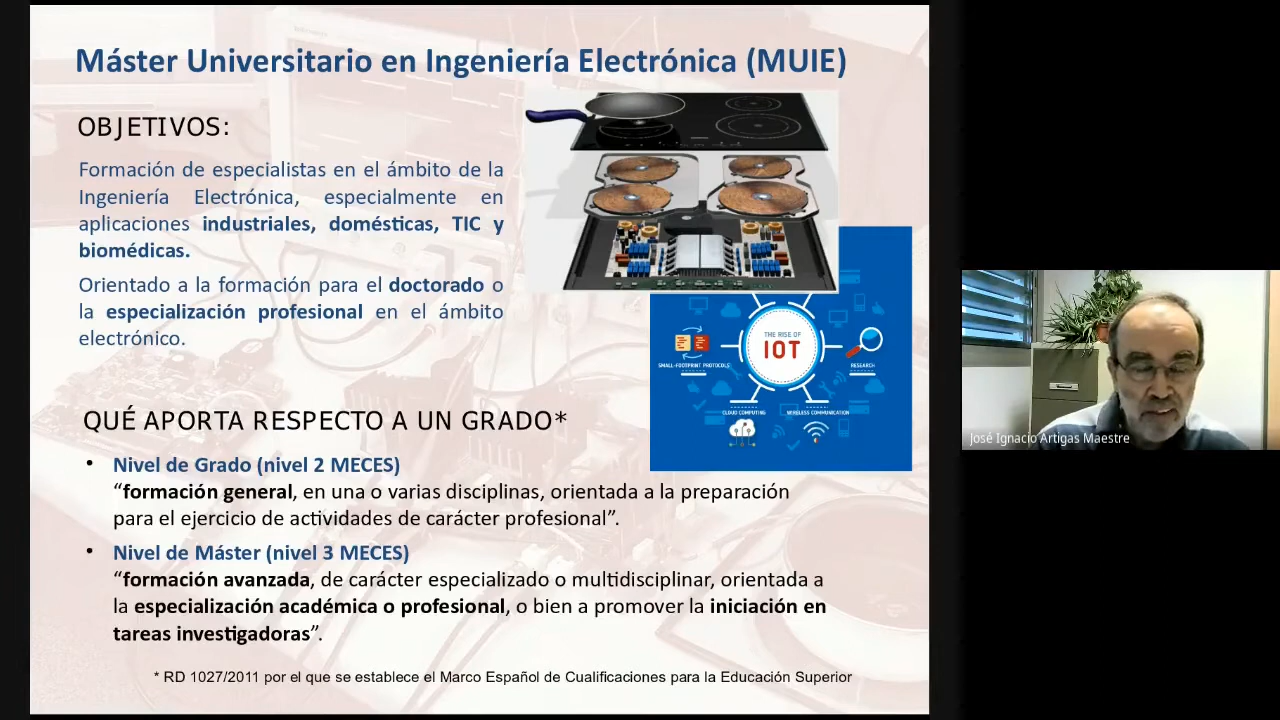 Máster Universitario en Ingeniería Electrónica (MUIE)
OBJETIVOS:
Formación de especialistas en el ámbito de la
Ingeniería Electrónica, especialmente en
aplicaciones industriales, domésticas, TIC y
biomédicas.
Orientado a la formación para el doctorado o
la especialización profesional en el ámbito
electrónico.
THE RISE OF
IOT
SMALL-FOOTPRINT PROTOCOLS
RESEARCH
CLOUD COMPUTING
WIRELESS COMMUNICATION
QUÉ APORTA RESPECTO A UN GRADO*
• Nivel de Grado (nivel 2 MECES)
“formación general, en una o varias disciplinas, orientada a la preparación
para el ejercicio de actividades de carácter profesional”.
• Nivel de Máster (nivel 3 MECES)
“formación avanzada, de carácter especializado o multidisciplinar, orientada a
la especialización académica o profesional, o bien a promover la iniciación en
tareas investigadoras”.
* RD 1027/2011 por el que se establece el Marco Español de Cualificaciones para la Educación Superior
José Ignacio Artigas Maestre